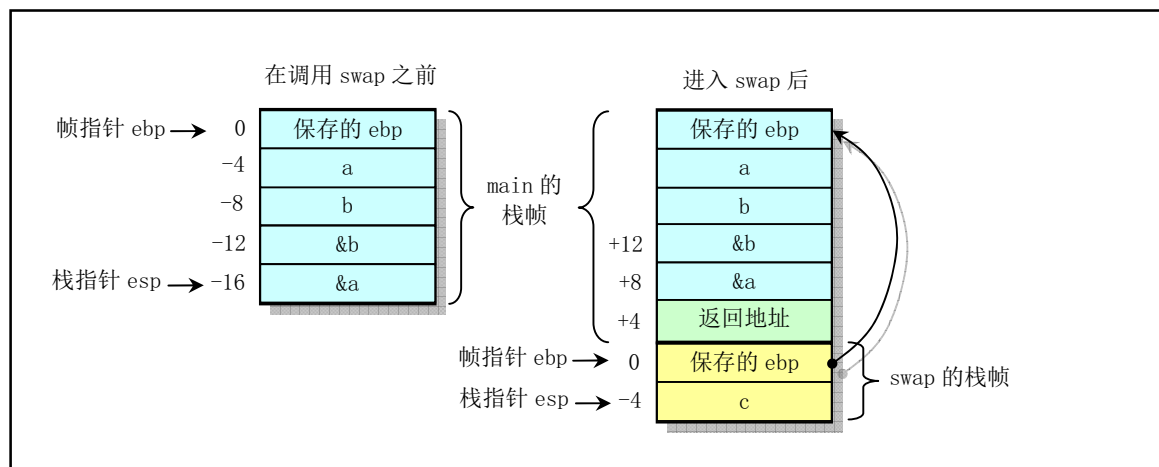 在调用 swap 之前
帧指针 ebp
0
保存的 ebp
-4
a
-8
b
-12
&b
栈指针 esp
-16
&a
main 的
栈帧
进入 swap 后
保存的 ebp
a
b
+12
&b
+8
&a
+4
返回地址
帧指针 ebp
0
保存的 ebp
栈指针 esp
-4
c
swap 的栈帧